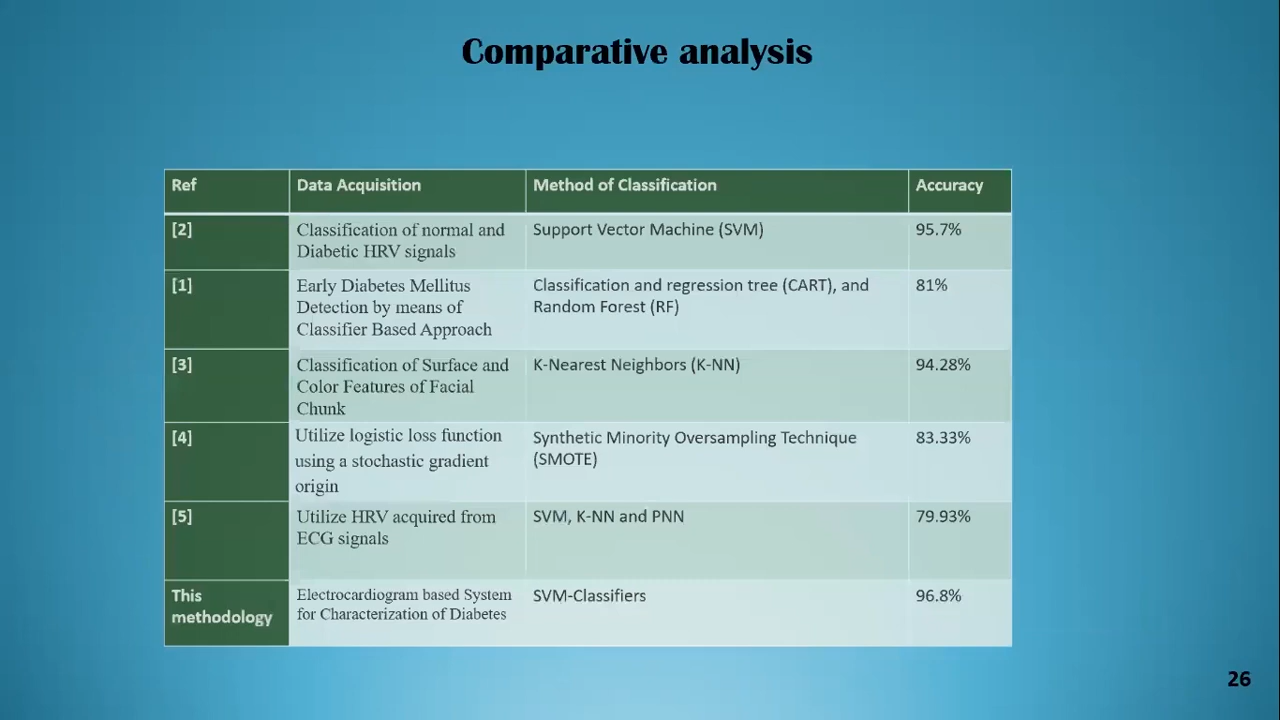 Comparative analysis
Ref Data Acquisition Method of Classification Accuracy
[2] Classification of normal and Support Vector Machine (SVM) 95.7%
Diabetic HRV signals
[1] Early Diabetes Mellitus Classification and regression tree (CART), and 81%
Detection by means of Random Forest (RF)
Classifier Based Approach
[3] Classification of Surface and K-Nearest Neighbors (K-NN) 94.28%
Color Features of Facial
Chunk
[4] Utilize logistic loss function Synthetic Minority Oversampling Technique 83.33%
using a stochastic gradient (SMOTE)
origin
[5] Utilize HRV acquired from SVM, K-NN and PNN 79.93%
ECG signals
This Electrocardiogram based System SVM-Classifiers 96.8%
methodology for Characterization of Diabetes
26